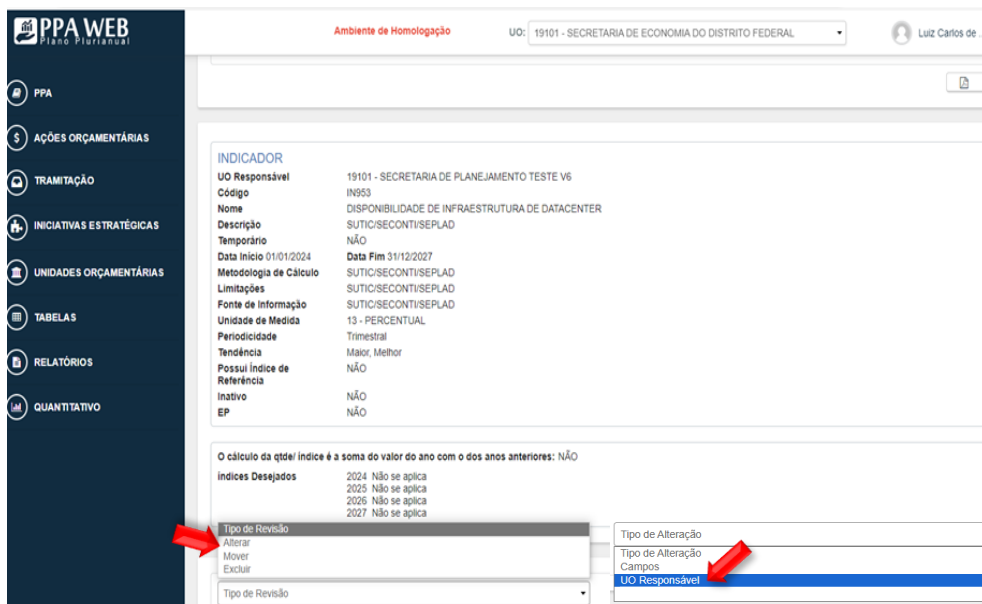 PPA WEB
Plano Plurianual
Ambiente de Homologação
UO: 19101 - SECRETARIA DE ECONOMIA DO DISTRITO FEDERAL
Luiz Carlos de ..
PPA
AÇÕES ORÇAMENTÁRIAS
TRAMITAÇÃO
INICIATIVAS ESTRATÉGICAS
UNIDADES ORÇAMENTÁRIAS
TABELAS
RELATÓRIOS
QUANTITATIVO
INDICADOR
UO Responsável 19101 - SECRETARIA DE PLANEJAMENTO TESTE V6
Código IN953
Nome DISPONIBILIDADE DE INFRAESTRUTURA DE DATACENTER
Descrição SUTIC/SECONTI/SEPLAD
Temporário NÃO
Data Início 01/01/2024 Data Fim 31/12/2027
Metodologia de Cálculo SUTIC/SECONTI/SEPLAD
Limitações SUTIC/SECONTI/SEPLAD
Fonte de Informação SUTIC/SECONTI/SEPLAD
Unidade de Medida 13 - PERCENTUAL
Periodicidade Trimestral
Tendência Maior, Melhor
Possui Índice de NÃO
Referência
Inativo NÃO
EP NÃO
O cálculo da qtde/ índice é a soma do valor do ano com o dos anos anteriores: NÃO
índices Desejados 2024 Não se aplica
2025 Não se aplica
2026 Não se aplica
2027 Não se aplica
Tipo de Revisão
Alterar
Mover
Excluir
Tipo de Revisão
Tipo de Alteração
Tipo de Alteração
Campos
UO Responsável